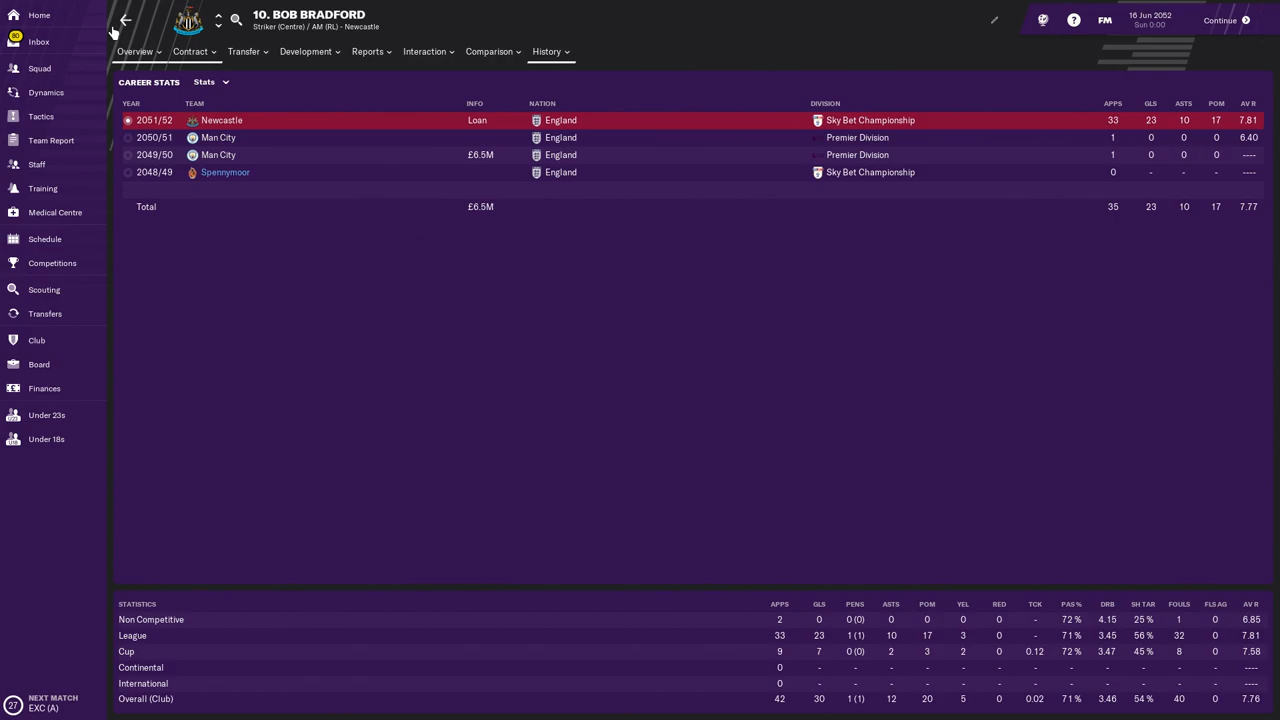 Home
80
Inbox
Squad
Dynamics
Tactics
Team Report
Staff
Training
Medical Centre
Schedule
Competitions
Scouting
Transfers
Club
Board
Finances
Under 23s
Under 18s
27 NEXT MATCH
EXC (A)
10. BOB BRADFORD
Striker (Centre) / AM (RL) - Newcastle
FM
16 Jun 2052
Sun 0:00
Continue
Overview Contract Transfer Development Reports Interaction Comparison History
CAREER STATS Stats
YEAR TEAM INFO NATION DIVISION APPS GLS ASTS POM AV R
2051/52 Newcastle Loan England Sky Bet Championship 33 23 10 17 7.81
2050/51 Man City England Premier Division 1 0 0 0 6.40
2049/50 Man City £6.5M England Premier Division 1 0 0 0 ----
2048/49 Spennymoor England Sky Bet Championship 0 - - - ----
Total £6.5M 35 23 10 17 7.77
STATISTICS APPS GLS PENS ASTS POM YEL RED TCK PAS % DRB SH TAR FOULS FLS AG AV R
Non Competitive 2 0 0 (0) 0 0 0 0 - 72 % 4.15 25 % 1 0 6.85
League 33 23 1 (1) 10 17 3 0 - 71 % 3.45 56 % 32 0 7.81
Cup 9 7 0 (0) 2 3 2 0 0.12 72 % 3.47 45 % 8 0 7.58
Continental 0 - - - - - - - - - - - - ----
International 0 - - - - - - - - - - - - ----
Overall (Club) 42 30 1 (1) 12 20 5 0 0.02 71 % 3.46 54 % 40 0 7.76